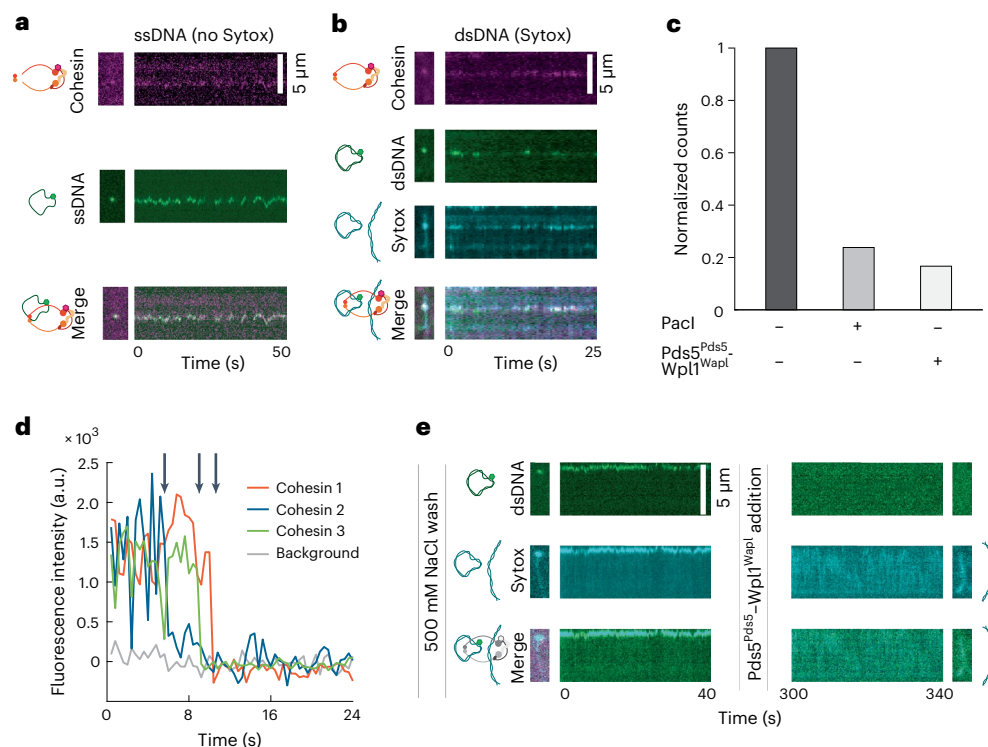 a
ssDNA (no Sytox)
Cohesin
5 μm
ssDNA
Merge
0 50
Time (s)
b
dsDNA (Sytox)
Cohesin
5 μm
dsDNA
Sytox
Merge
0 25
Time (s)
c
Normalized counts
1
0.8
0.6
0.4
0.2
0
PacI – + –
Pds5Pds5-
Wpl1Wapl – – +
d
× 10³
Fluorescence intensity (a.u.)
2.5
2.0
1.5
1.0
0.5
0
Cohesin 1
Cohesin 2
Cohesin 3
Background
0 8 16 24
Time (s)
e
500 mM NaCl wash
dsDNA
5 μm
Sytox
Merge
0 40
Pds5Pds5–Wpl1Wapl
addition
300 340
Time (s)